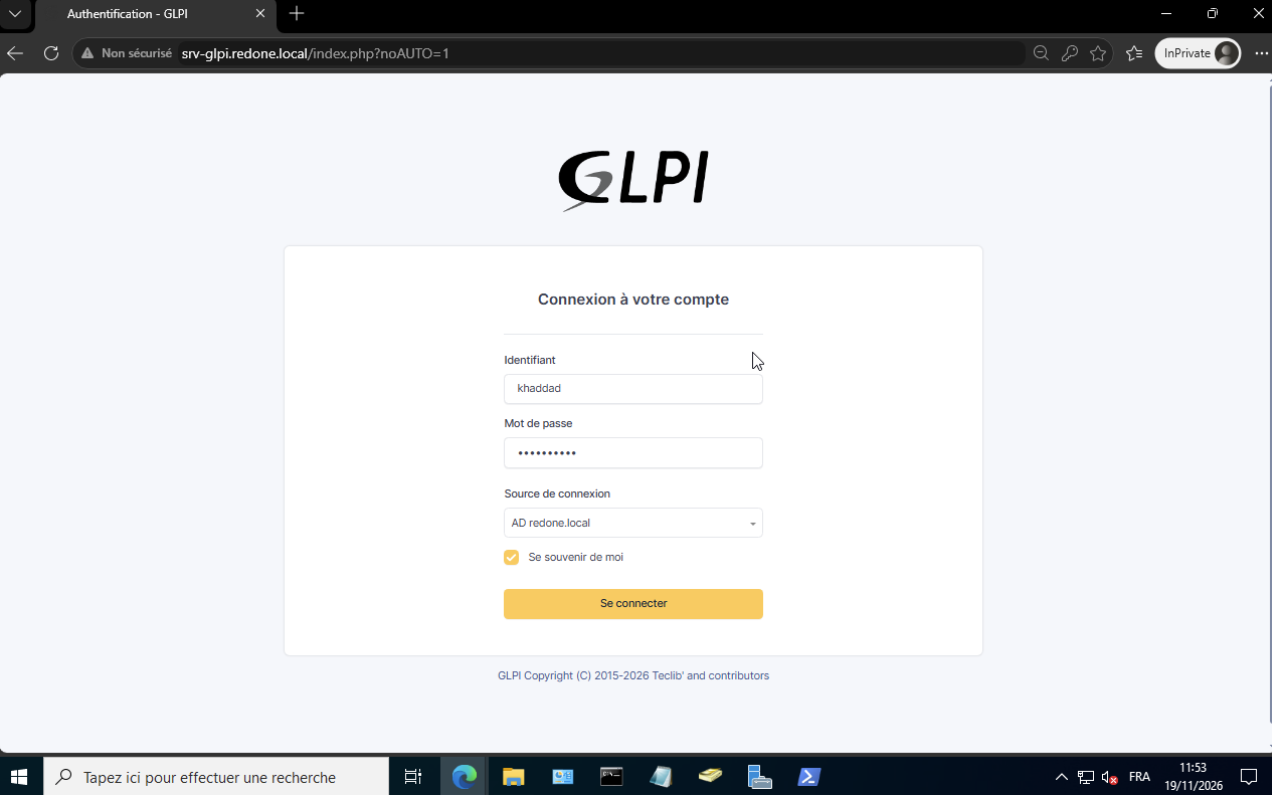 Authentification - GLPI
Non sécurisé srv-glpi.redone.local/index.php?noAUTO=1
InPrivate
GLPI
Connexion à votre compte
Identifiant
khaddad
Mot de passe
••••••••••
Source de connexion
AD redone.local
Se souvenir de moi
Se connecter
GLPI Copyright (C) 2015-2026 Teclib' and contributors
Tapez ici pour effectuer une recherche
FRA
11:53
19/11/2026